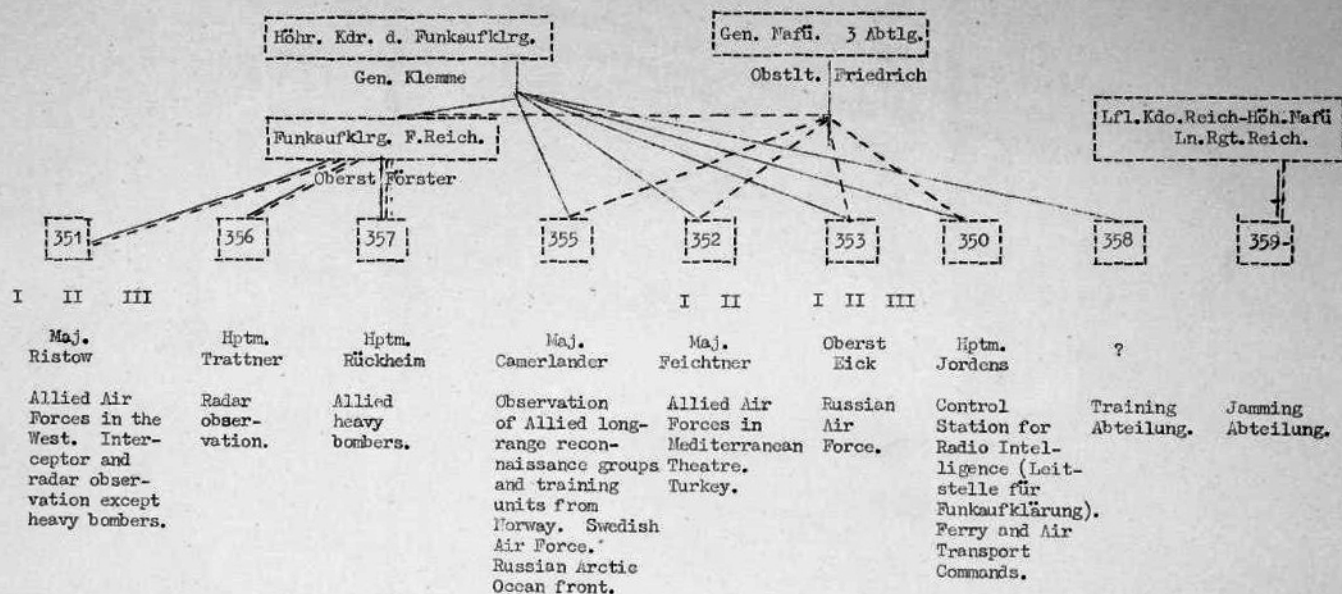 Höhr. Kdr. d. Funkaufklrg.
Gen. Nafü. 3 Abtlg.
Gen. Klemme
Obstlt. Friedrich
Funkaufklrg. F.Reich.
Lfl.Kdo.Reich-Höh.Nafü
Ln.Rgt.Reich.
Oberst Förster
351
356
357
355
352
353
350
358
359
I II III
I II
I II III
Maj.
Ristow
Allied Air
Forces in the
West. Inter-
ceptor and
radar obser-
vation except
heavy bombers.
Hptm.
Trattner
Radar
obser-
vation.
Hptm.
Rückheim
Allied
heavy
bombers.
Maj.
Camerlander
Observation
of Allied long-
range recon-
naissance groups
and training
units from
Norway. Swedish
Air Force.
Russian Arctic
Ocean front.
Maj.
Feichtner
Allied Air
Forces in
Mediterranean
Theatre.
Turkey.
Oberst
Eick
Russian
Air
Force.
Hptm.
Jordens
Control
Station for
Radio Intel-
ligence (Leit-
stelle für
Funkaufklärung).
Ferry and Air
Transport
Commands.
?
Training
Abteilung.
Jamming
Abteilung.